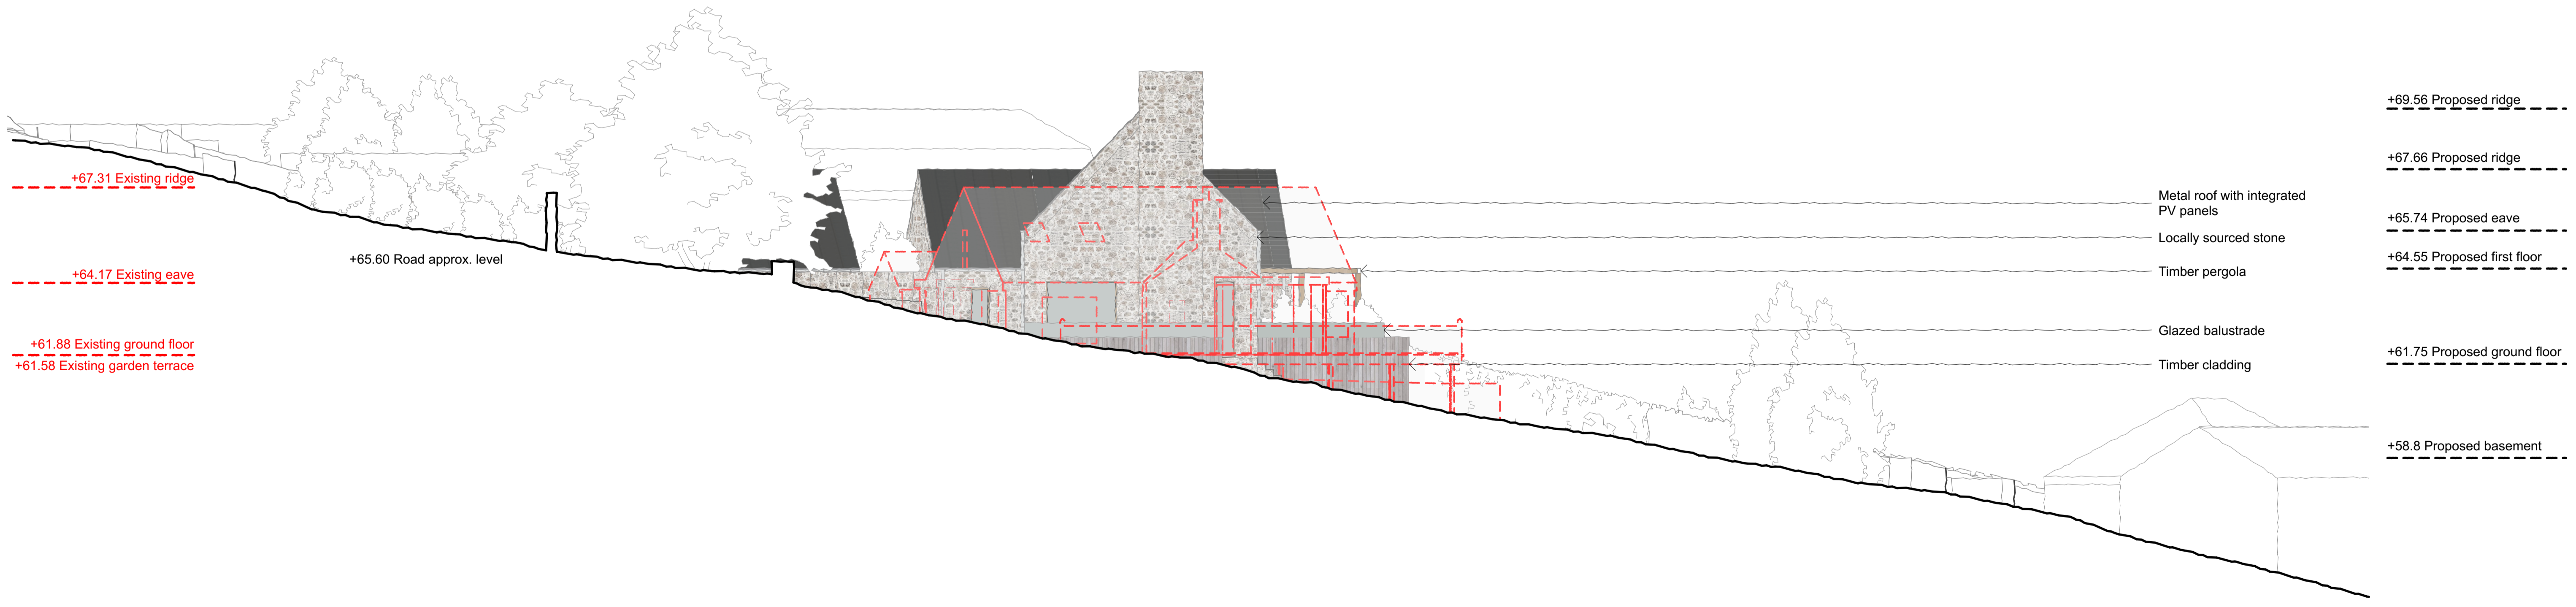 +67.31 Existing ridge
+64.17 Existing eave
+61.88 Existing ground floor
+61.58 Existing garden terrace
+65.60 Road approx. level
Metal roof with integrated
PV panels
Locally sourced stone
Timber pergola
Glazed balustrade
Timber cladding
+69.56 Proposed ridge
+67.66 Proposed ridge
+65.74 Proposed eave
+64.55 Proposed first floor
+61.75 Proposed ground floor
+58.8 Proposed basement